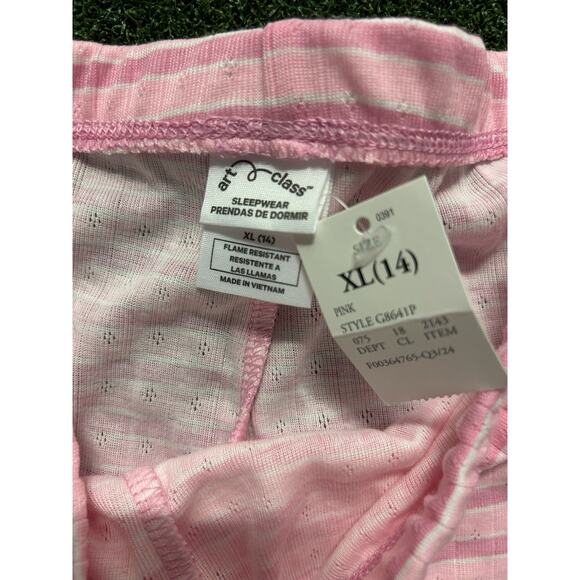 art class™
SLEEPWEAR
PRENDAS DE DORMIR
XL (14)
FLAME RESISTANT
RESISTENTE A
LAS LLAMAS
MADE IN VIETNAM
0391
SIZE
XL(14)
PINK
STYLE G8641P
075 18 2143
DEPT CL ITEM
F00364765-Q3/24